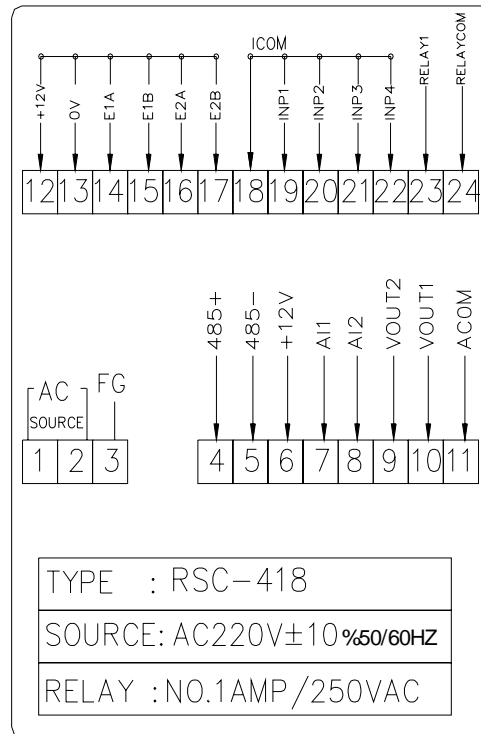 ICOM
+12V 0V E1A E1B E2A E2B INP1 INP2 INP3 INP4 RELAY1 RELAYCOM
12 13 14 15 16 17 18 19 20 21 22 23 24
485+ 485- +12V AI1 AI2 VOUT2 VOUT1 ACOM
AC FG
SOURCE
1 2 3 4 5 6 7 8 9 10 11
TYPE : RSC-418
SOURCE: AC220V±10%50/60HZ
RELAY :NO.1AMP/250VAC